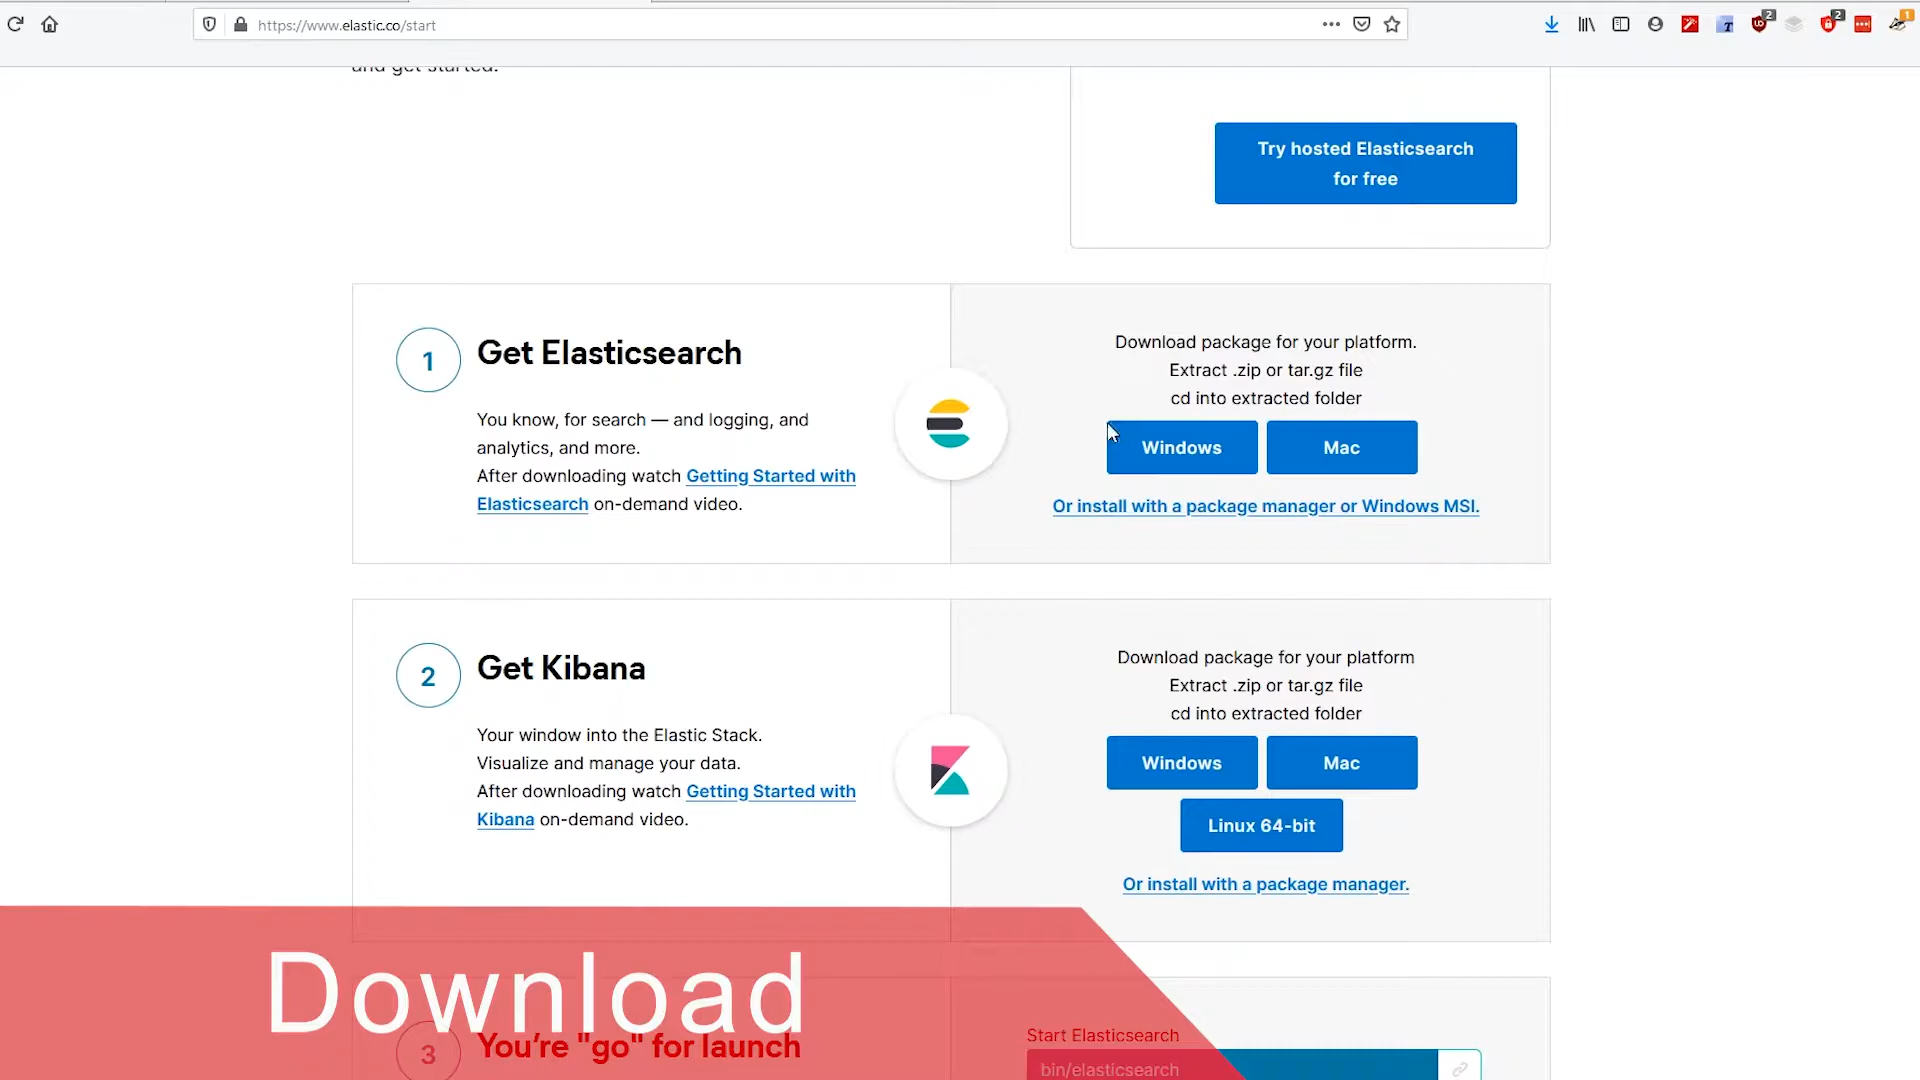 https://www.elastic.co/start
and get started.
Try hosted Elasticsearch
for free
1
Get Elasticsearch
You know, for search — and logging, and
analytics, and more.
After downloading watch Getting Started with
Elasticsearch on-demand video.
Download package for your platform.
Extract .zip or tar.gz file
cd into extracted folder
Windows
Mac
Or install with a package manager or Windows MSI.
2
Get Kibana
Your window into the Elastic Stack.
Visualize and manage your data.
After downloading watch Getting Started with
Kibana on-demand video.
Download package for your platform
Extract .zip or tar.gz file
cd into extracted folder
Windows
Mac
Linux 64-bit
Or install with a package manager.
Download
3
You're "go" for launch
Start Elasticsearch
bin/elasticsearch
2
2
1